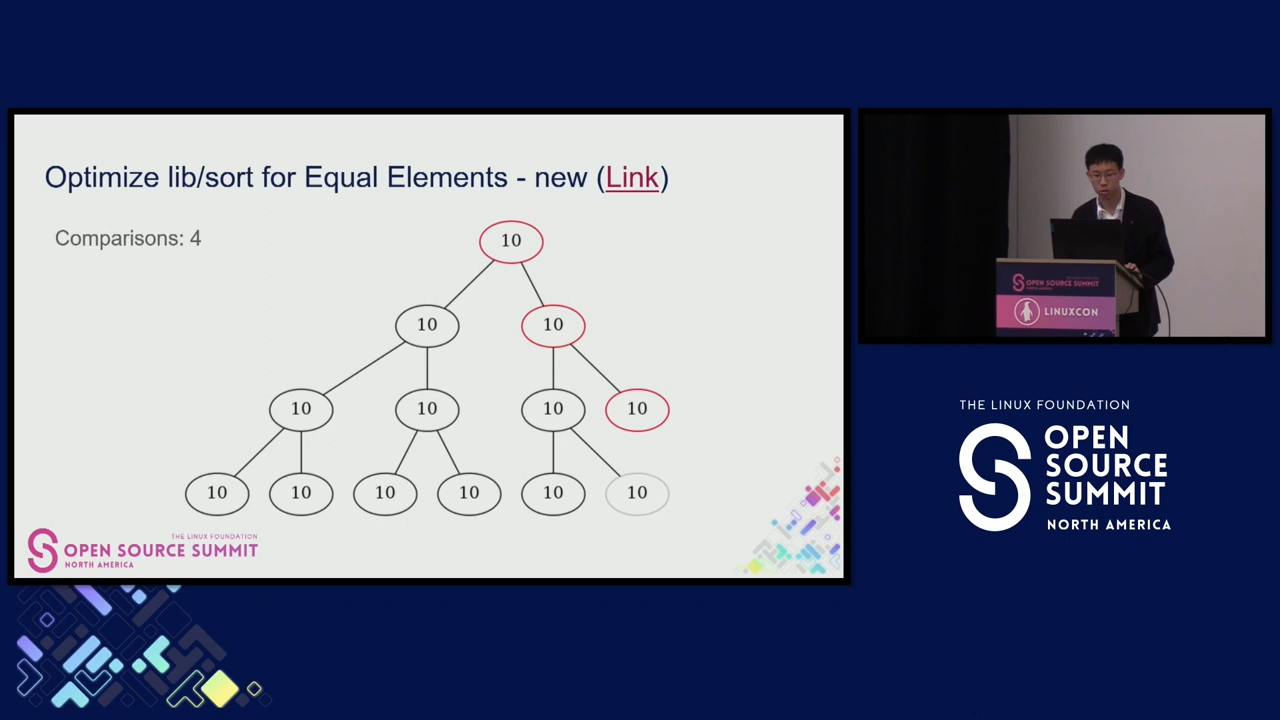 Optimize lib/sort for Equal Elements - new (Link)
Comparisons: 4
10
10 10
10 10 10 10
10 10 10 10 10 10
THE LINUX FOUNDATION
OPEN SOURCE SUMMIT
NORTH AMERICA
OPEN SOURCE SUMMIT
NORTH AMERICA
LINUXCON
THE LINUX FOUNDATION
OPEN
SOURCE
SUMMIT
NORTH AMERICA